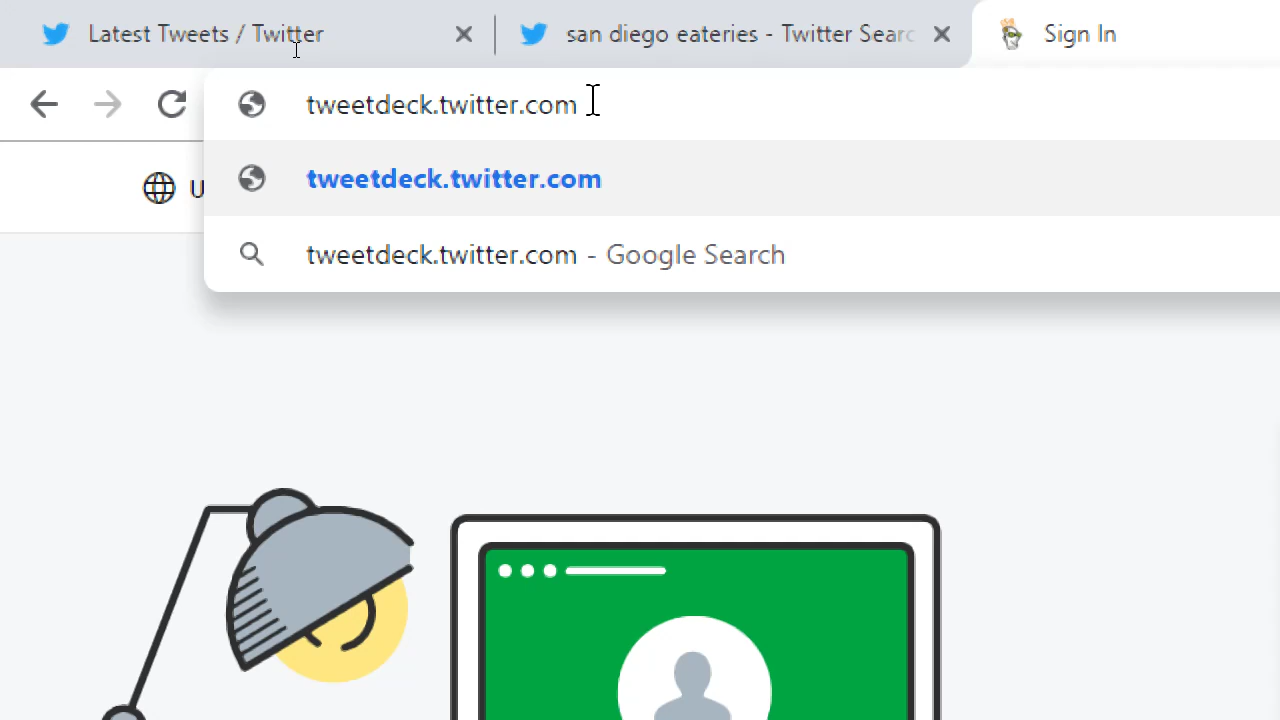 Latest Tweets / Twitter
san diego eateries - Twitter Searc
Sign In
tweetdeck.twitter.com
U
tweetdeck.twitter.com
tweetdeck.twitter.com - Google Search